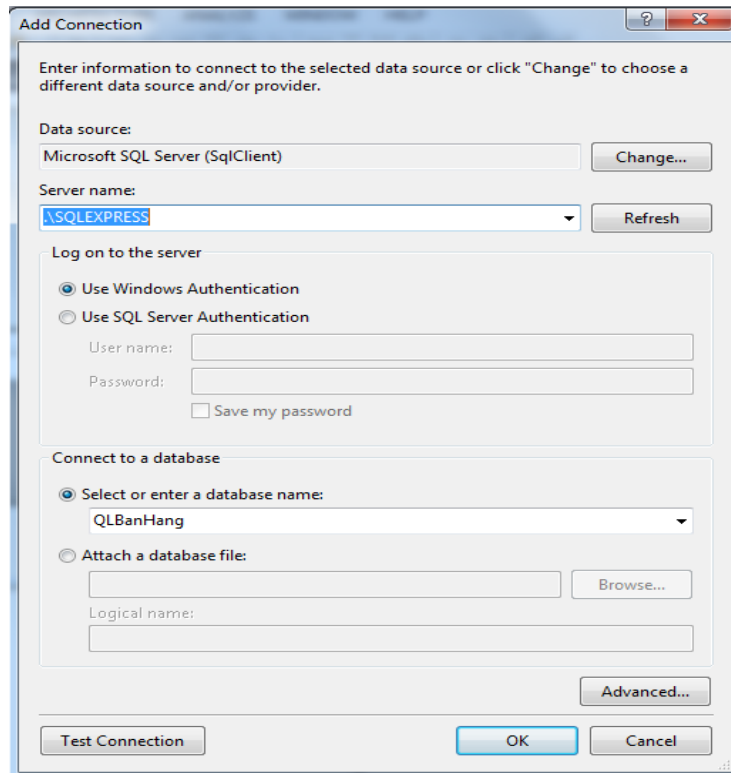 Add Connection
Enter information to connect to the selected data source or click "Change" to choose a
different data source and/or provider.
Data source:
Microsoft SQL Server (SqlClient)
Change...
Server name:
.\SQLEXPRESS
Refresh
Log on to the server
Use Windows Authentication
Use SQL Server Authentication
User name:
Password:
Save my password
Connect to a database
Select or enter a database name:
QLBanHang
Attach a database file:
Browse...
Logical name:
Advanced...
Test Connection
OK
Cancel